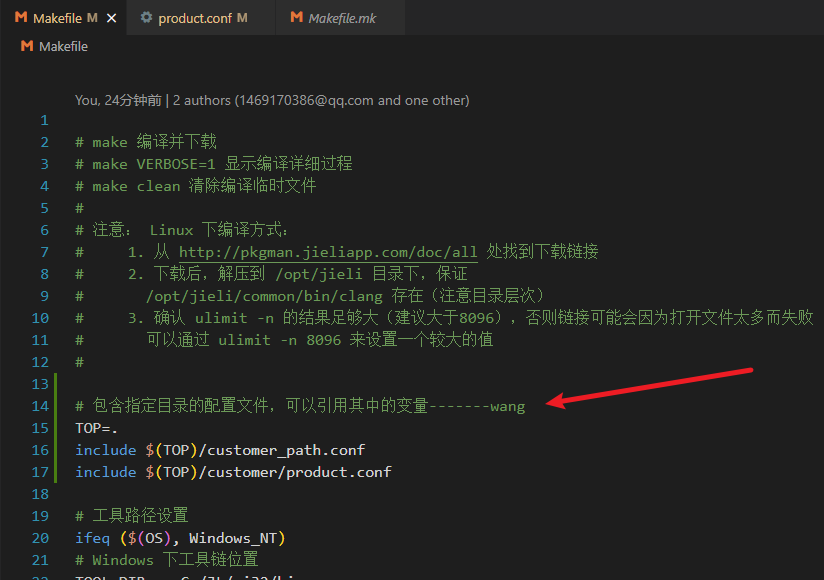 Makefile M ×
product.conf M
Makefile.mk
Makefile
You, 24分钟前 | 2 authors (1469170386@qq.com and one other)
1
2 # make 编译并下载
3 # make VERBOSE=1 显示编译详细过程
4 # make clean 清除编译临时文件
5 #
6 # 注意： Linux 下编译方式：
7 #     1. 从 http://pkgman.jieliapp.com/doc/all 处找到下载链接
8 #     2. 下载后，解压到 /opt/jieli 目录下，保证
9 #       /opt/jieli/common/bin/clang 存在（注意目录层次）
10 #     3. 确认 ulimit -n 的结果足够大（建议大于8096），否则链接可能会因为打开文件太多而失败
11 #       可以通过 ulimit -n 8096 来设置一个较大的值
12 #
13
14 # 包含指定目录的配置文件，可以引用其中的变量-------wang
15 TOP=.
16 include $(TOP)/customer_path.conf
17 include $(TOP)/customer/product.conf
18
19 # 工具路径设置
20 ifeq ($(OS), Windows_NT)
21 # Windows 下工具链位置